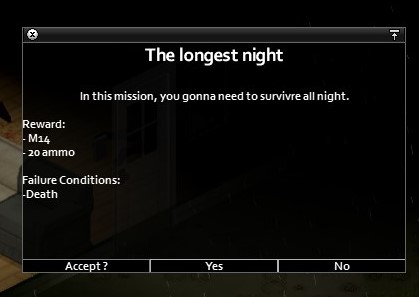 The longest night
In this mission, you gonna need to survivre all night.
Reward:
- M14
- 20 ammo
Failure Conditions:
-Death
Accept ? Yes No